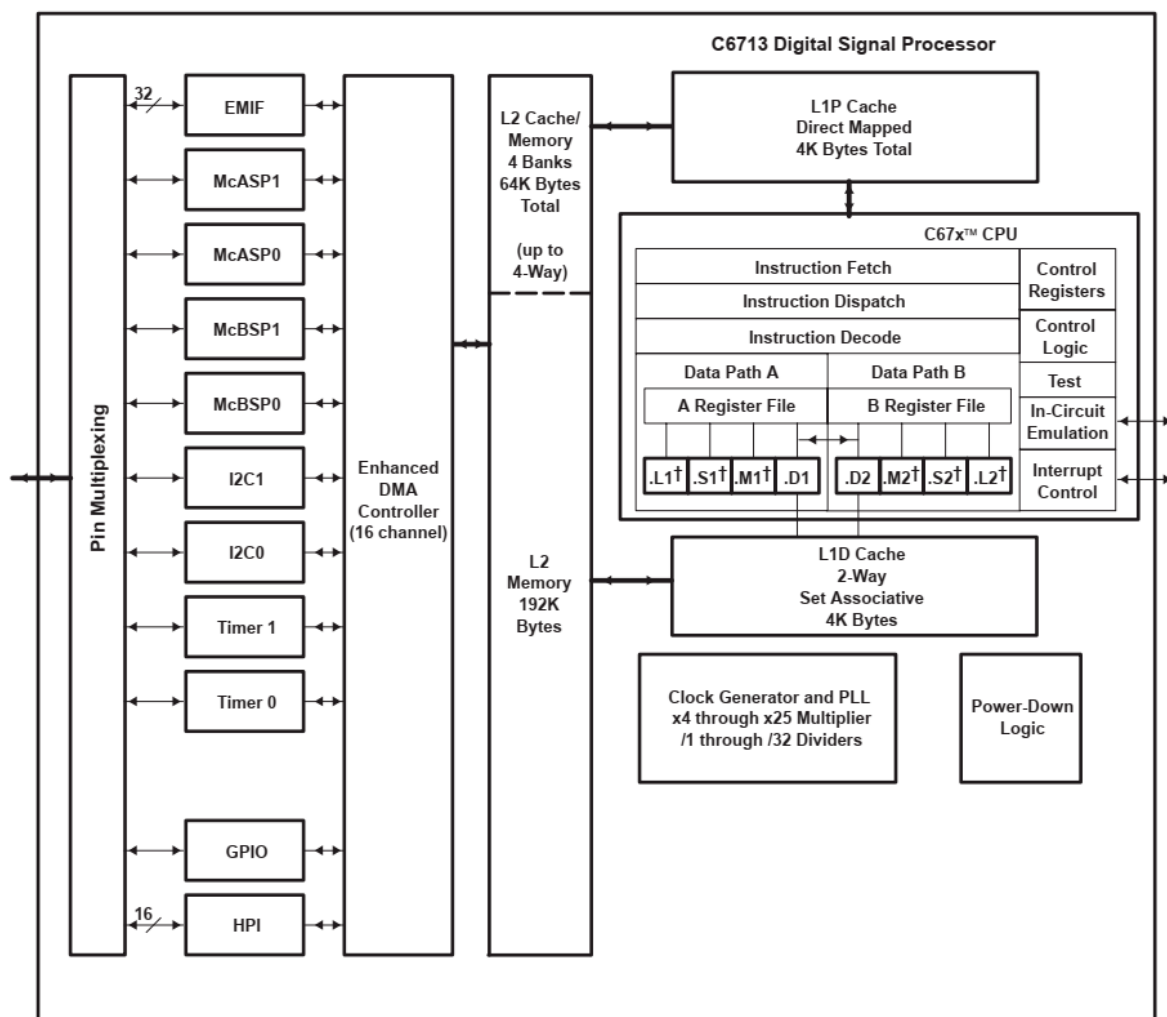 C6713 Digital Signal Processor
Pin Multiplexing
32
EMIF
McASP1
McASP0
McBSP1
McBSP0
I2C1
I2C0
Timer 1
Timer 0
GPIO
16
HPI
Enhanced
DMA
Controller
(16 channel)
L2 Cache/
Memory
4 Banks
64K Bytes
Total
(up to
4-Way)
L2
Memory
192K
Bytes
L1P Cache
Direct Mapped
4K Bytes Total
C67x™ CPU
Instruction Fetch
Instruction Dispatch
Instruction Decode
Data Path A
Data Path B
A Register File
B Register File
.L1†
.S1†
.M1†
.D1
.D2
.M2†
.S2†
.L2†
Control
Registers
Control
Logic
Test
In-Circuit
Emulation
Interrupt
Control
L1D Cache
2-Way
Set Associative
4K Bytes
Clock Generator and PLL
x4 through x25 Multiplier
/1 through /32 Dividers
Power-Down
Logic